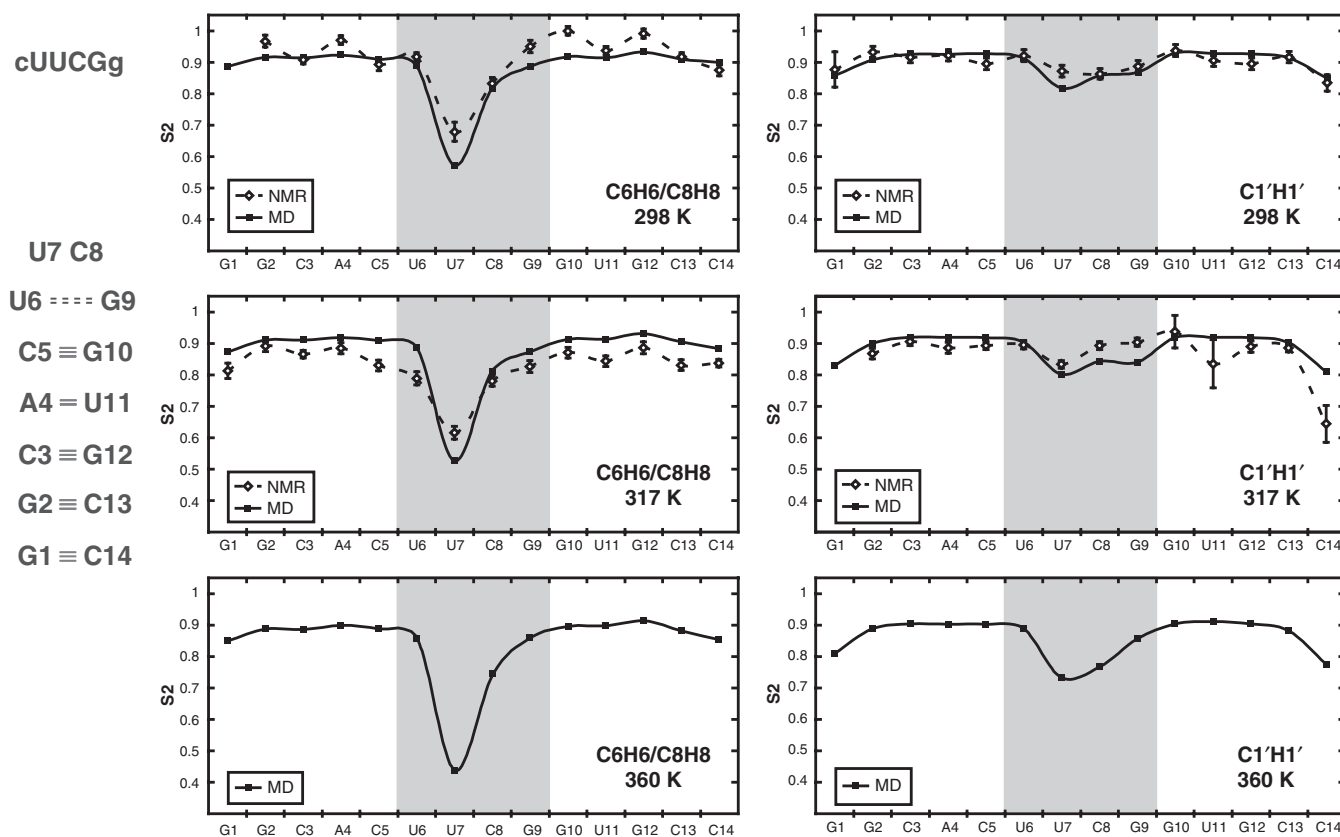 cUUCGg
U7 C8
U6 ==== G9
C5 ≡ G10
A4 = U11
C3 ≡ G12
G2 ≡ C13
G1 ≡ C14
1
0.9
0.8
0.7
0.6
0.5
0.4
S2
NMR
MD
C6H6/C8H8
298 K
G1 G2 C3 A4 C5 U6 U7 C8 G9 G10 U11 G12 C13 C14
1
0.9
0.8
0.7
0.6
0.5
0.4
S2
NMR
MD
C1′H1′
298 K
G1 G2 C3 A4 C5 U6 U7 C8 G9 G10 U11 G12 C13 C14
1
0.9
0.8
0.7
0.6
0.5
0.4
S2
NMR
MD
C6H6/C8H8
317 K
G1 G2 C3 A4 C5 U6 U7 C8 G9 G10 U11 G12 C13 C14
1
0.9
0.8
0.7
0.6
0.5
0.4
S2
NMR
MD
C1′H1′
317 K
G1 G2 C3 A4 C5 U6 U7 C8 G9 G10 U11 G12 C13 C14
1
0.9
0.8
0.7
0.6
0.5
0.4
S2
MD
C6H6/C8H8
360 K
G1 G2 C3 A4 C5 U6 U7 C8 G9 G10 U11 G12 C13 C14
1
0.9
0.8
0.7
0.6
0.5
0.4
S2
MD
C1′H1′
360 K
G1 G2 C3 A4 C5 U6 U7 C8 G9 G10 U11 G12 C13 C14